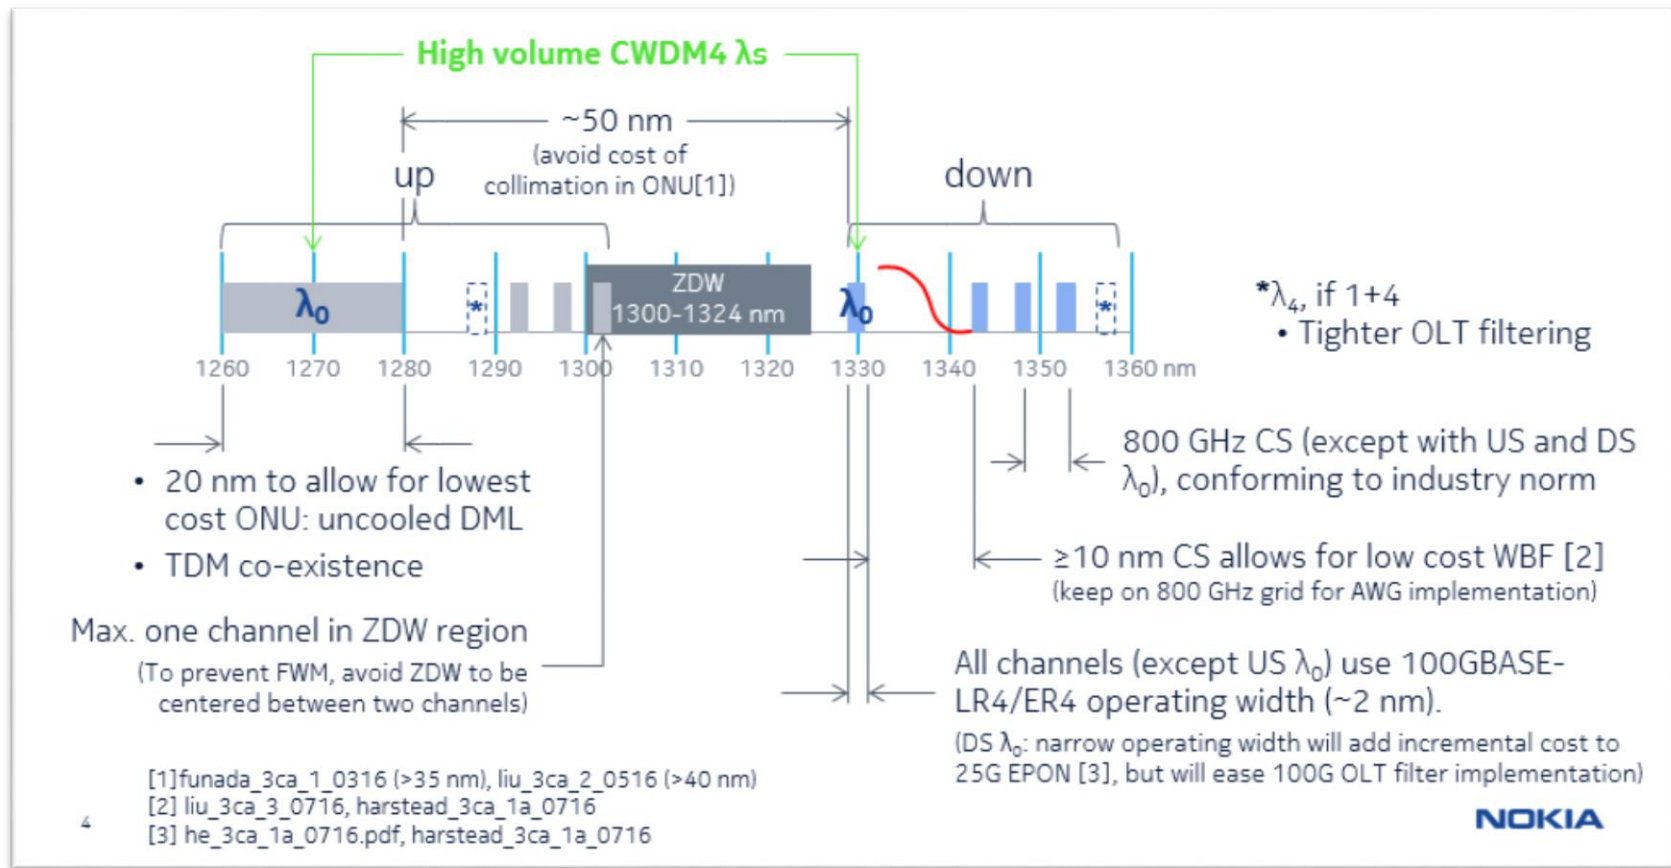 High volume CWDM4 λs
~50 nm
(avoid cost of
collimation in ONU[1])
up
down
λ₀
*
ZDW
1300-1324 nm
λ₀
*
1260
1270
1280
1290
1300
1310
1320
1330
1340
1350
1360 nm
*λ₄, if 1+4
• Tighter OLT filtering
• 20 nm to allow for lowest
cost ONU: uncooled DML
• TDM co-existence
800 GHz CS (except with US and DS
λ₀), conforming to industry norm
≥10 nm CS allows for low cost WBF [2]
(keep on 800 GHz grid for AWG implementation)
Max. one channel in ZDW region
(To prevent FWM, avoid ZDW to be
centered between two channels)
All channels (except US λ₀) use 100GBASE-
LR4/ER4 operating width (~2 nm).
(DS λ₀: narrow operating width will add incremental cost to
25G EPON [3], but will ease 100G OLT filter implementation)
[1]funada_3ca_1_0316 (>35 nm), liu_3ca_2_0516 (>40 nm)
[2] liu_3ca_3_0716, harstead_3ca_1a_0716
[3] he_3ca_1a_0716.pdf, harstead_3ca_1a_0716
4
NOKIA